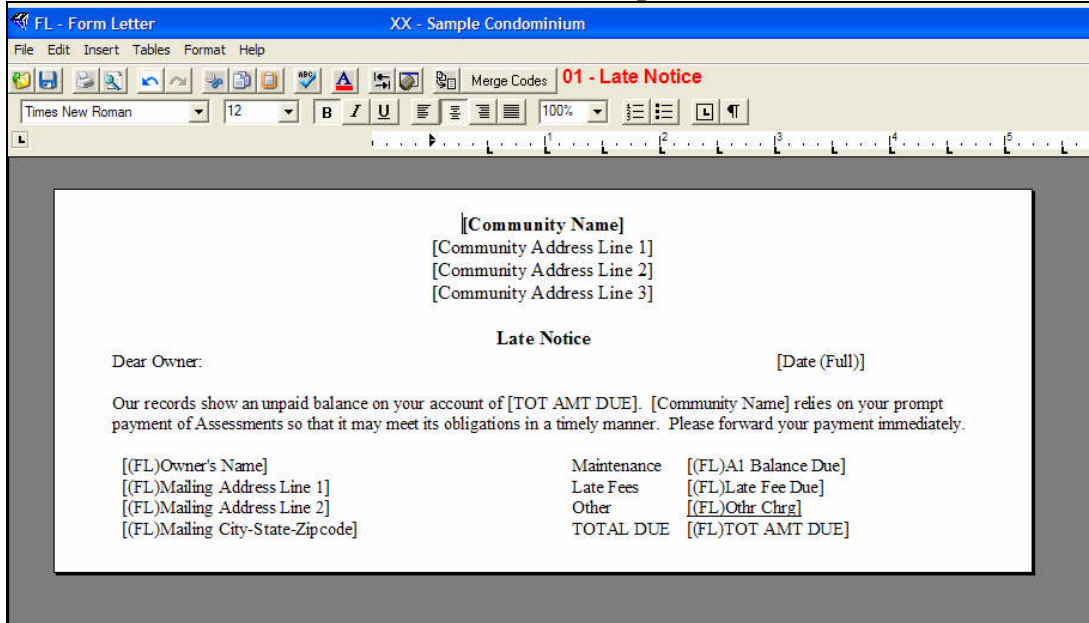 FL - Form Letter XX - Sample Condominium
File Edit Insert Tables Format Help
ABC A Merge Codes 01 - Late Notice
Times New Roman 12 B I U 100% L ¶
L 1 2 3 4 5
[Community Name]
[Community Address Line 1]
[Community Address Line 2]
[Community Address Line 3]
Late Notice
Dear Owner: [Date (Full)]
Our records show an unpaid balance on your account of [TOT AMT DUE]. [Community Name] relies on your prompt
payment of Assessments so that it may meet its obligations in a timely manner. Please forward your payment immediately.
[(FL)Owner's Name] Maintenance [(FL)A1 Balance Due]
[(FL)Mailing Address Line 1] Late Fees [(FL)Late Fee Due]
[(FL)Mailing Address Line 2] Other [(FL)Othr Chrg]
[(FL)Mailing City-State-Zipcode] TOTAL DUE [(FL)TOT AMT DUE]